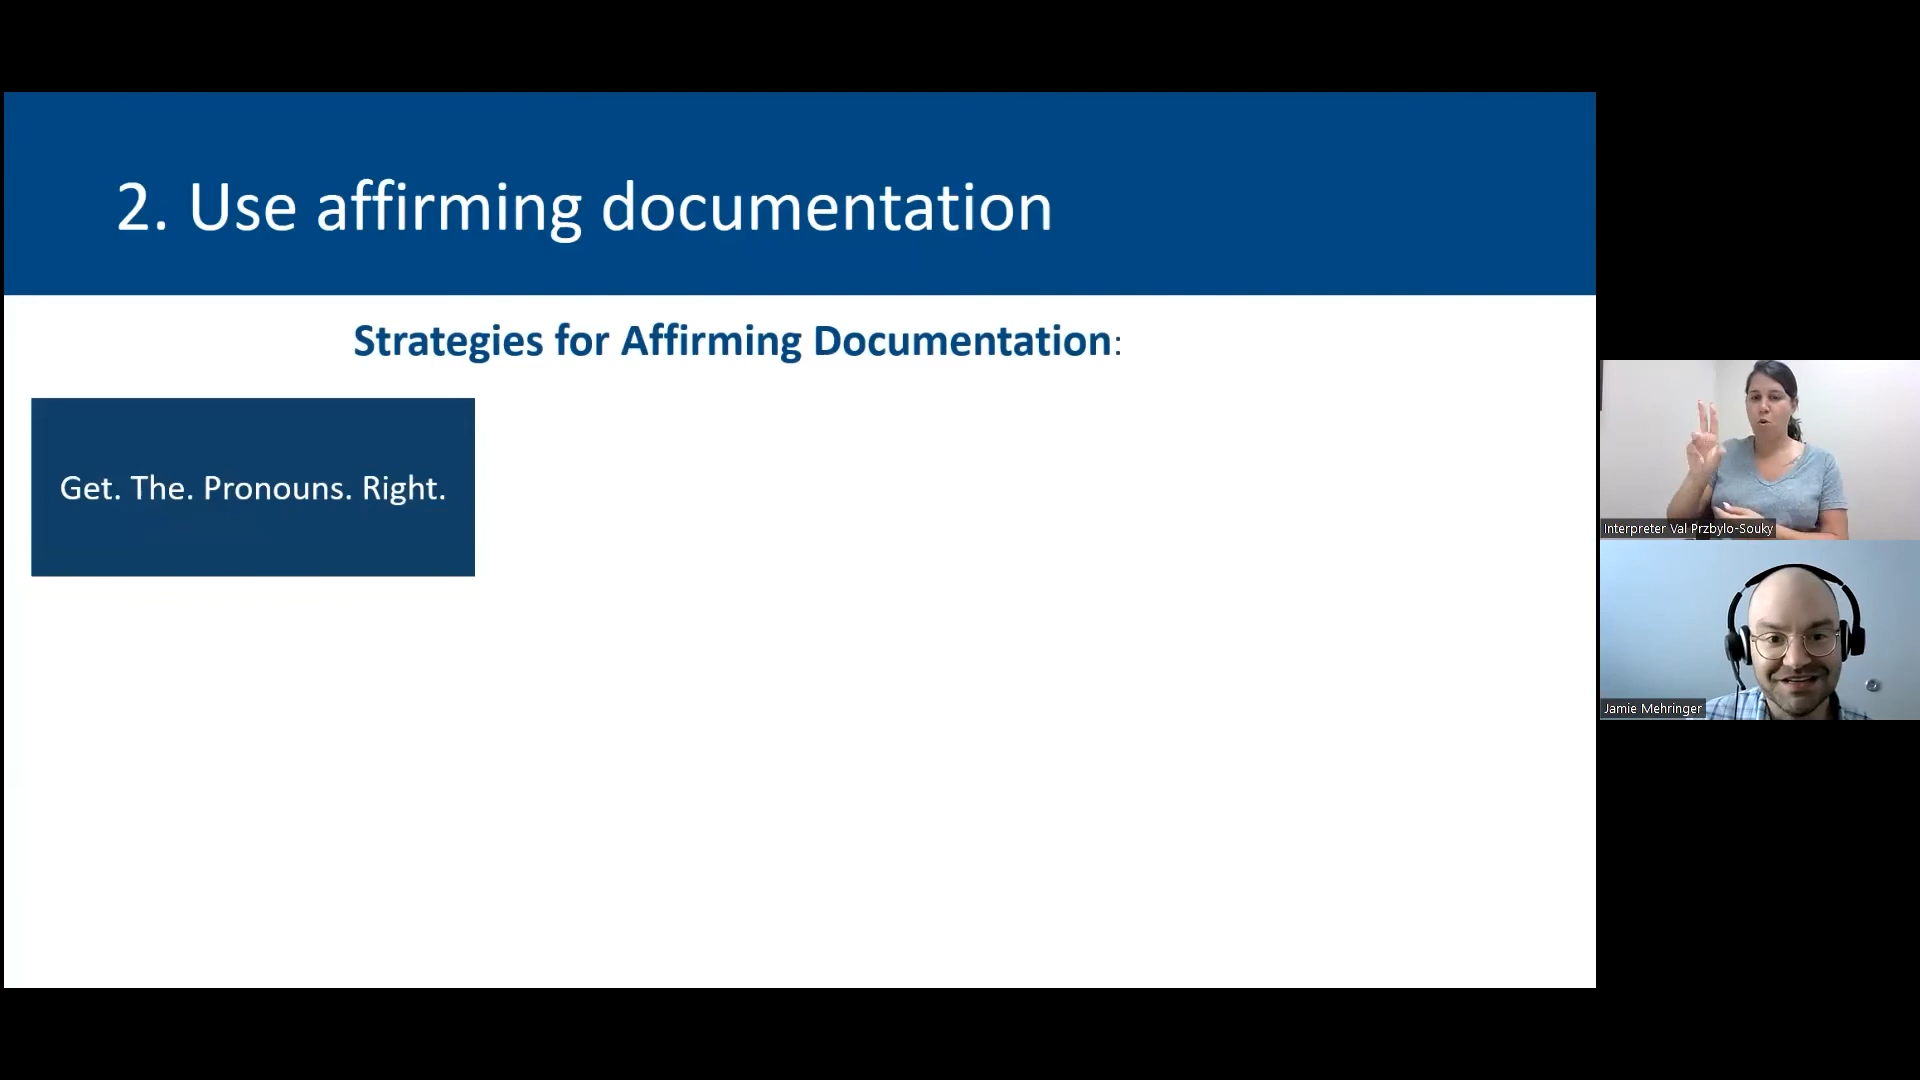 2. Use affirming documentation
Strategies for Affirming Documentation:
Get. The. Pronouns. Right.
Interpreter Val Przbylo-Souky
Jamie Mehringer